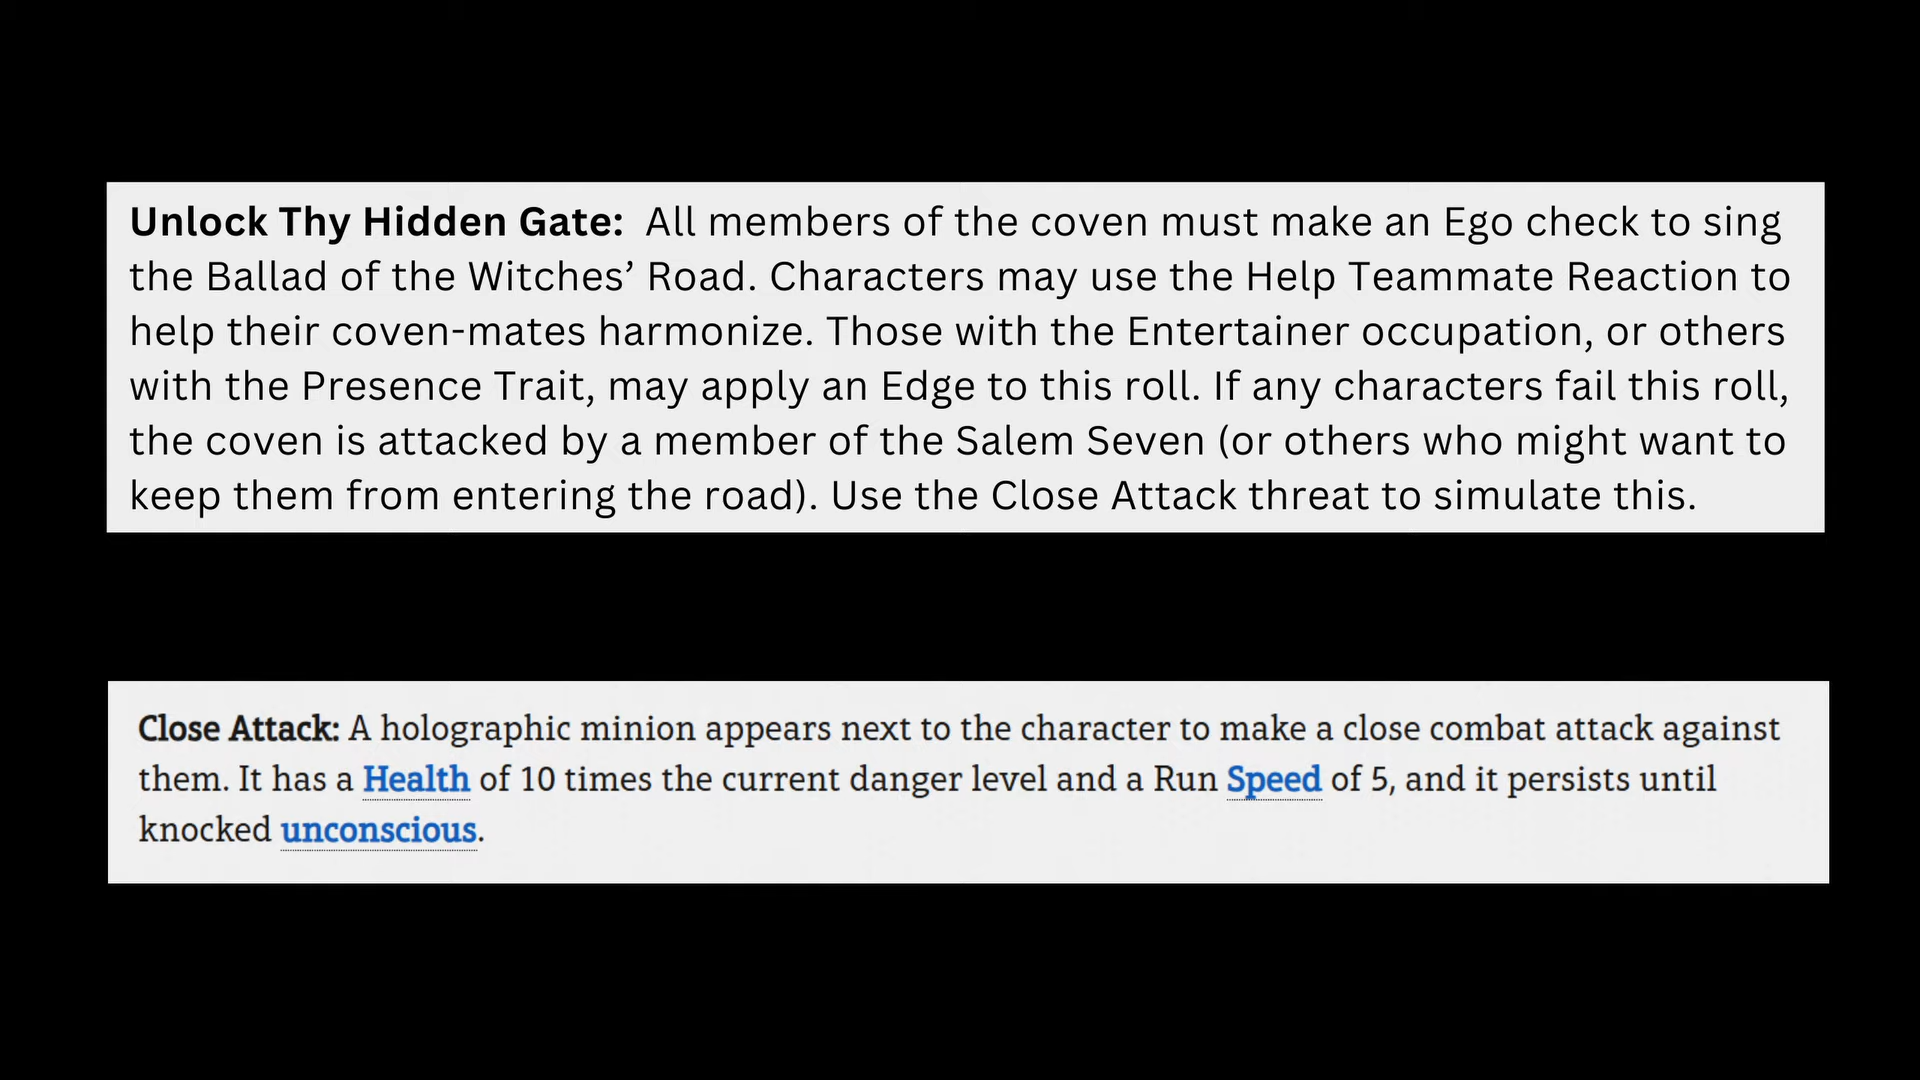 Unlock Thy Hidden Gate: All members of the coven must make an Ego check to sing
the Ballad of the Witches’ Road. Characters may use the Help Teammate Reaction to
help their coven-mates harmonize. Those with the Entertainer occupation, or others
with the Presence Trait, may apply an Edge to this roll. If any characters fail this roll,
the coven is attacked by a member of the Salem Seven (or others who might want to
keep them from entering the road). Use the Close Attack threat to simulate this.
Close Attack: A holographic minion appears next to the character to make a close combat attack against
them. It has a Health of 10 times the current danger level and a Run Speed of 5, and it persists until
knocked unconscious.